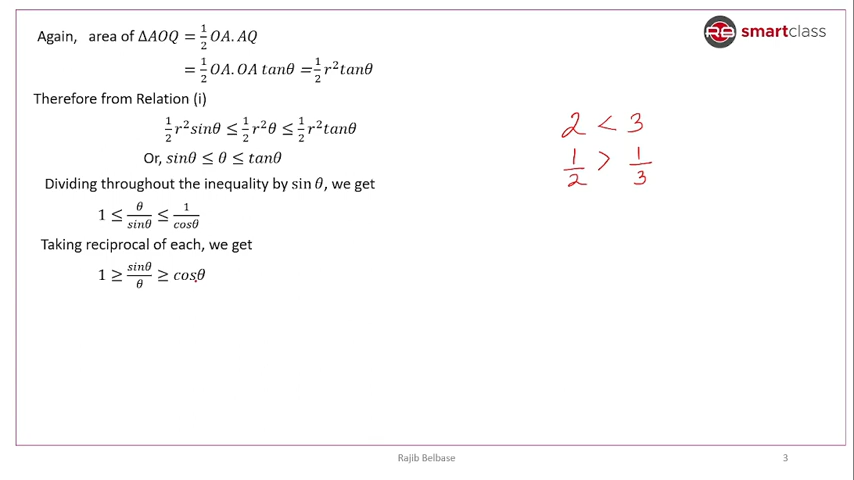 Again, area of ΔAOQ = 1/2 OA.AQ
= 1/2 OA.OA tanθ = 1/2 r²tanθ
Therefore from Relation (i)
1/2 r²sinθ ≤ 1/2 r²θ ≤ 1/2 r²tanθ
Or, sinθ ≤ θ ≤ tanθ
Dividing throughout the inequality by sin θ, we get
1 ≤ θ/sinθ ≤ 1/cosθ
Taking reciprocal of each, we get
1 ≥ sinθ/θ ≥ cosθ
RB smartclass
2 < 3
1/2 > 1/3
Rajib Belbase
3